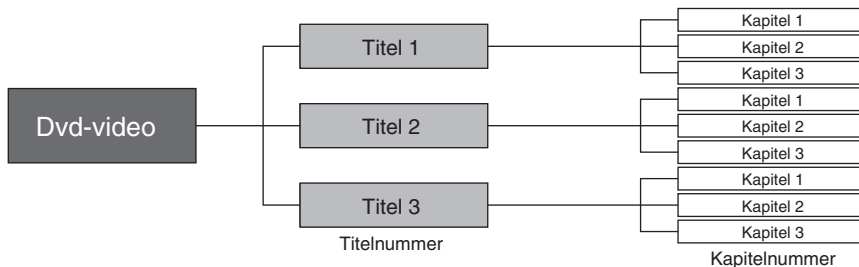 Dvd-video
Titel 1
Kapitel 1
Kapitel 2
Kapitel 3
Titel 2
Kapitel 1
Kapitel 2
Kapitel 3
Titel 3
Kapitel 1
Kapitel 2
Kapitel 3
Titelnummer
Kapitelnummer